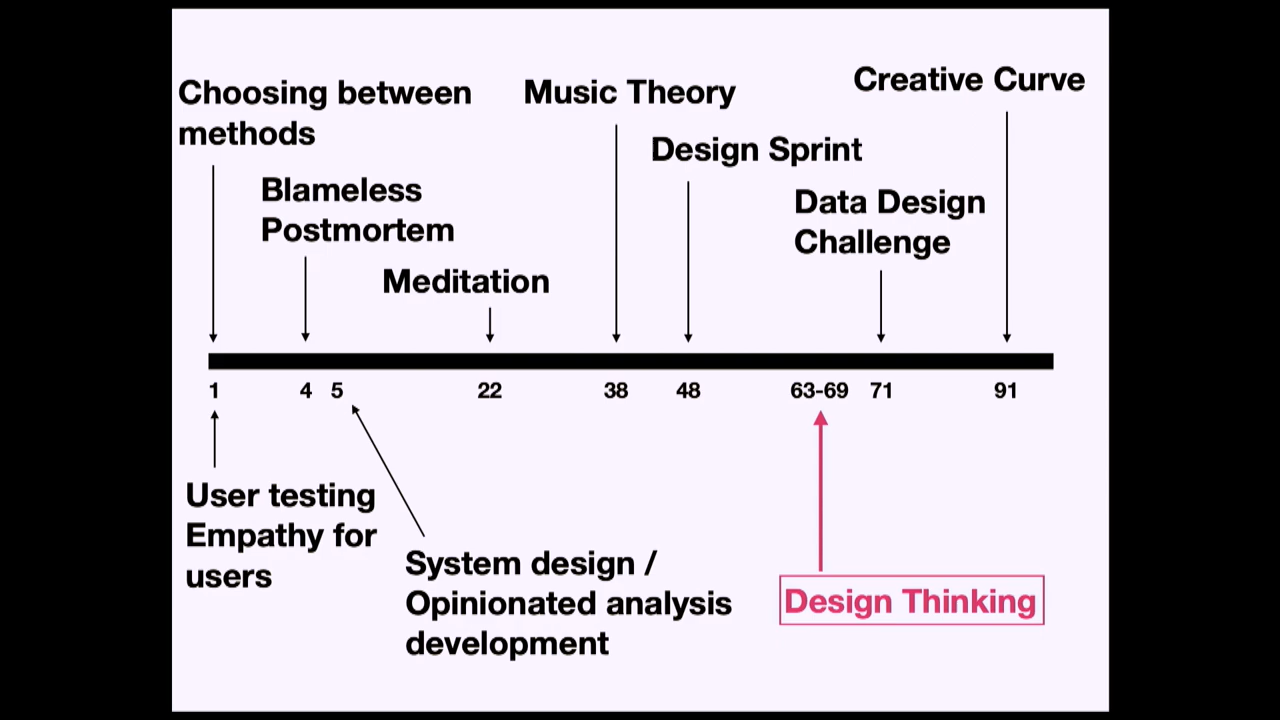 Choosing between
methods
Music Theory
Creative Curve
Design Sprint
Blameless
Postmortem
Data Design
Challenge
Meditation
1 4 5 22 38 48 63-69 71 91
User testing
Empathy for
users
System design /
Opinionated analysis
development
Design Thinking